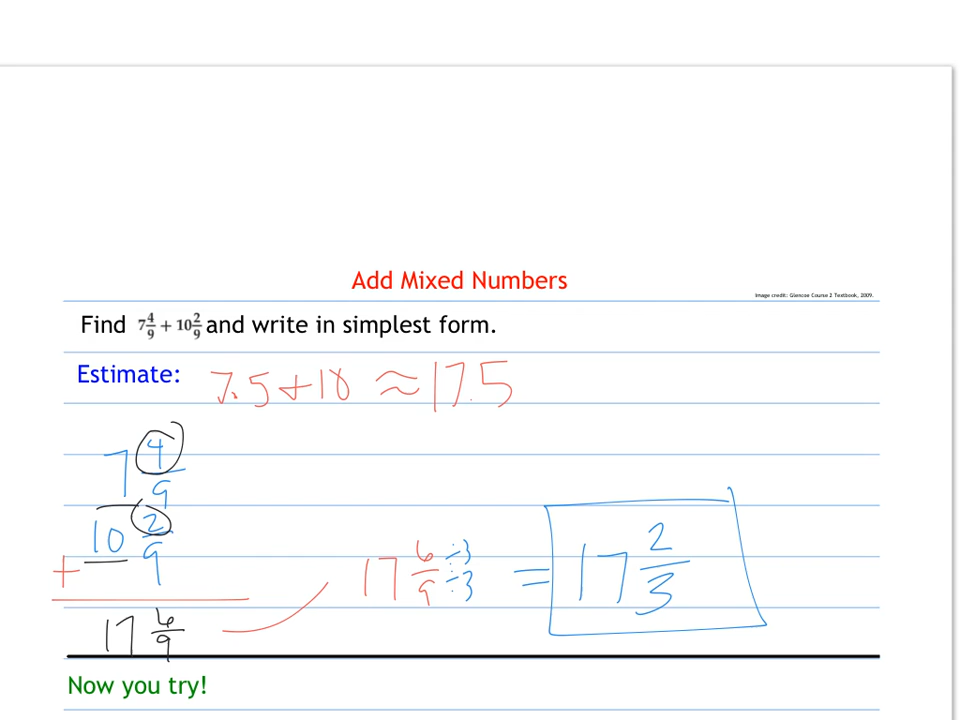 Add Mixed Numbers
Image credit: Glencoe Course 2 Textbook, 2009.
Find 7 4/9 + 10 2/9 and write in simplest form.
Estimate: 7.5 + 10 ≈ 17.5
7 4/9
+ 10 2/9
17 6/9
17 6/9 ÷3/÷3 = 17 2/3
Now you try!